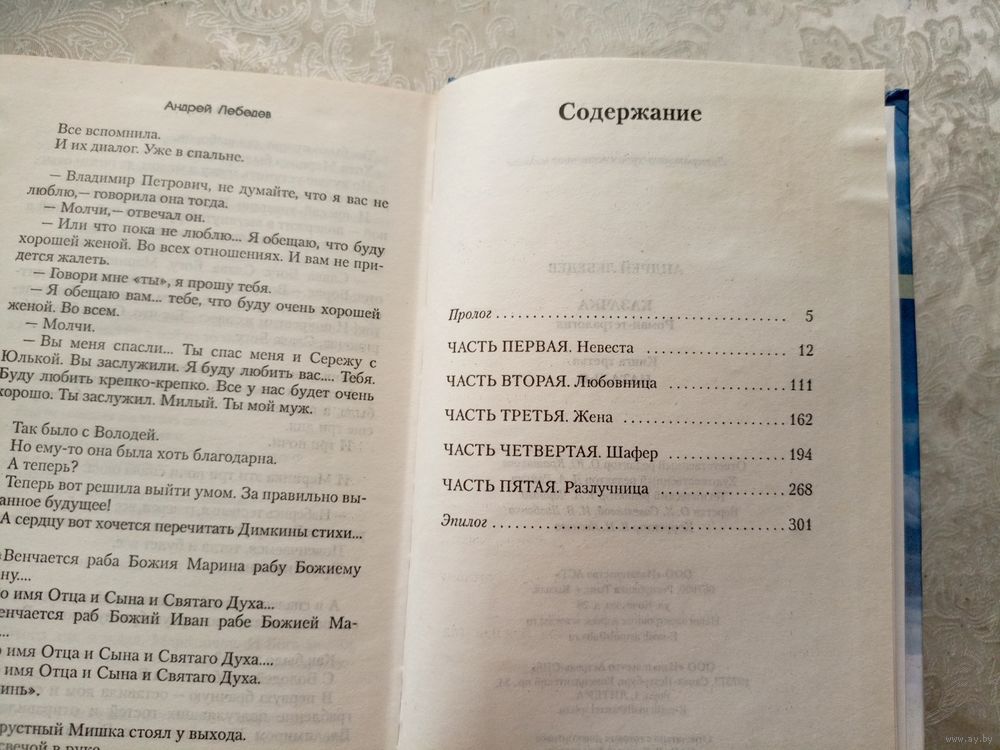 Андрей Лебедев
Все вспомнила.
И их диалог. Уже в спальне.
— Владимир Петрович, не думайте, что я вас не
люблю,— говорила она тогда.
— Молчи,— отвечал он.
— Или что пока не люблю... Я обещаю, что буду
хорошей женой. Во всех отношениях. И вам не при-
дется жалеть.
— Говори мне «ты», я прошу тебя.
— Я обещаю вам... тебе, что буду очень хорошей
женой. Во всем.
— Молчи.
— Вы меня спасли... Ты спас меня и Сережу с
Юлькой. Вы заслужили. Я буду любить вас.... Тебя.
Буду любить крепко-крепко. Все у нас будет очень
хорошо. Ты заслужил. Милый. Ты мой муж.
Так было с Володей.
Но ему-то она была хоть благодарна.
А теперь?
Теперь вот решила выйти умом. За правильно вы-
анное будущее!
А сердцу вот хочется перечитать Димкины стихи...
«Венчается раба Божия Марина рабу Божиему
ну....
о имя Отца и Сына и Святаго Духа...
енчается раб Божий Иван рабе Божией Ма-
...
о имя Отца и Сына и Святаго Духа....
имя Отца и Сына и Святаго Духа.
инь».
рустный Мишка стоял у выхода.
свечой в руке.
Содержание
Пролог 5
ЧАСТЬ ПЕРВАЯ. Невеста 12
ЧАСТЬ ВТОРАЯ. Любовница 111
ЧАСТЬ ТРЕТЬЯ. Жена 162
ЧАСТЬ ЧЕТВЕРТАЯ. Шафер 194
ЧАСТЬ ПЯТАЯ. Разлучница 268
Эпилог 301
www.ay.by